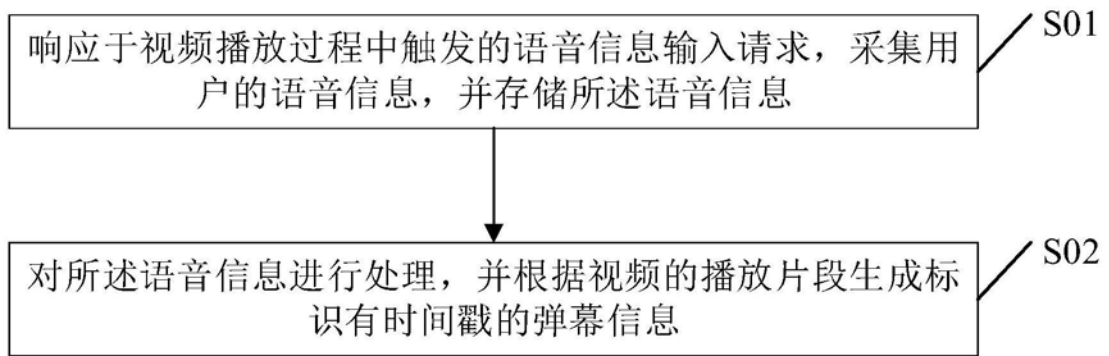 响应于视频播放过程中触发的语音信息输入请求，采集用
户的语音信息，并存储所述语音信息
S01
对所述语音信息进行处理，并根据视频的播放片段生成标
识有时间戳的弹幕信息
S02